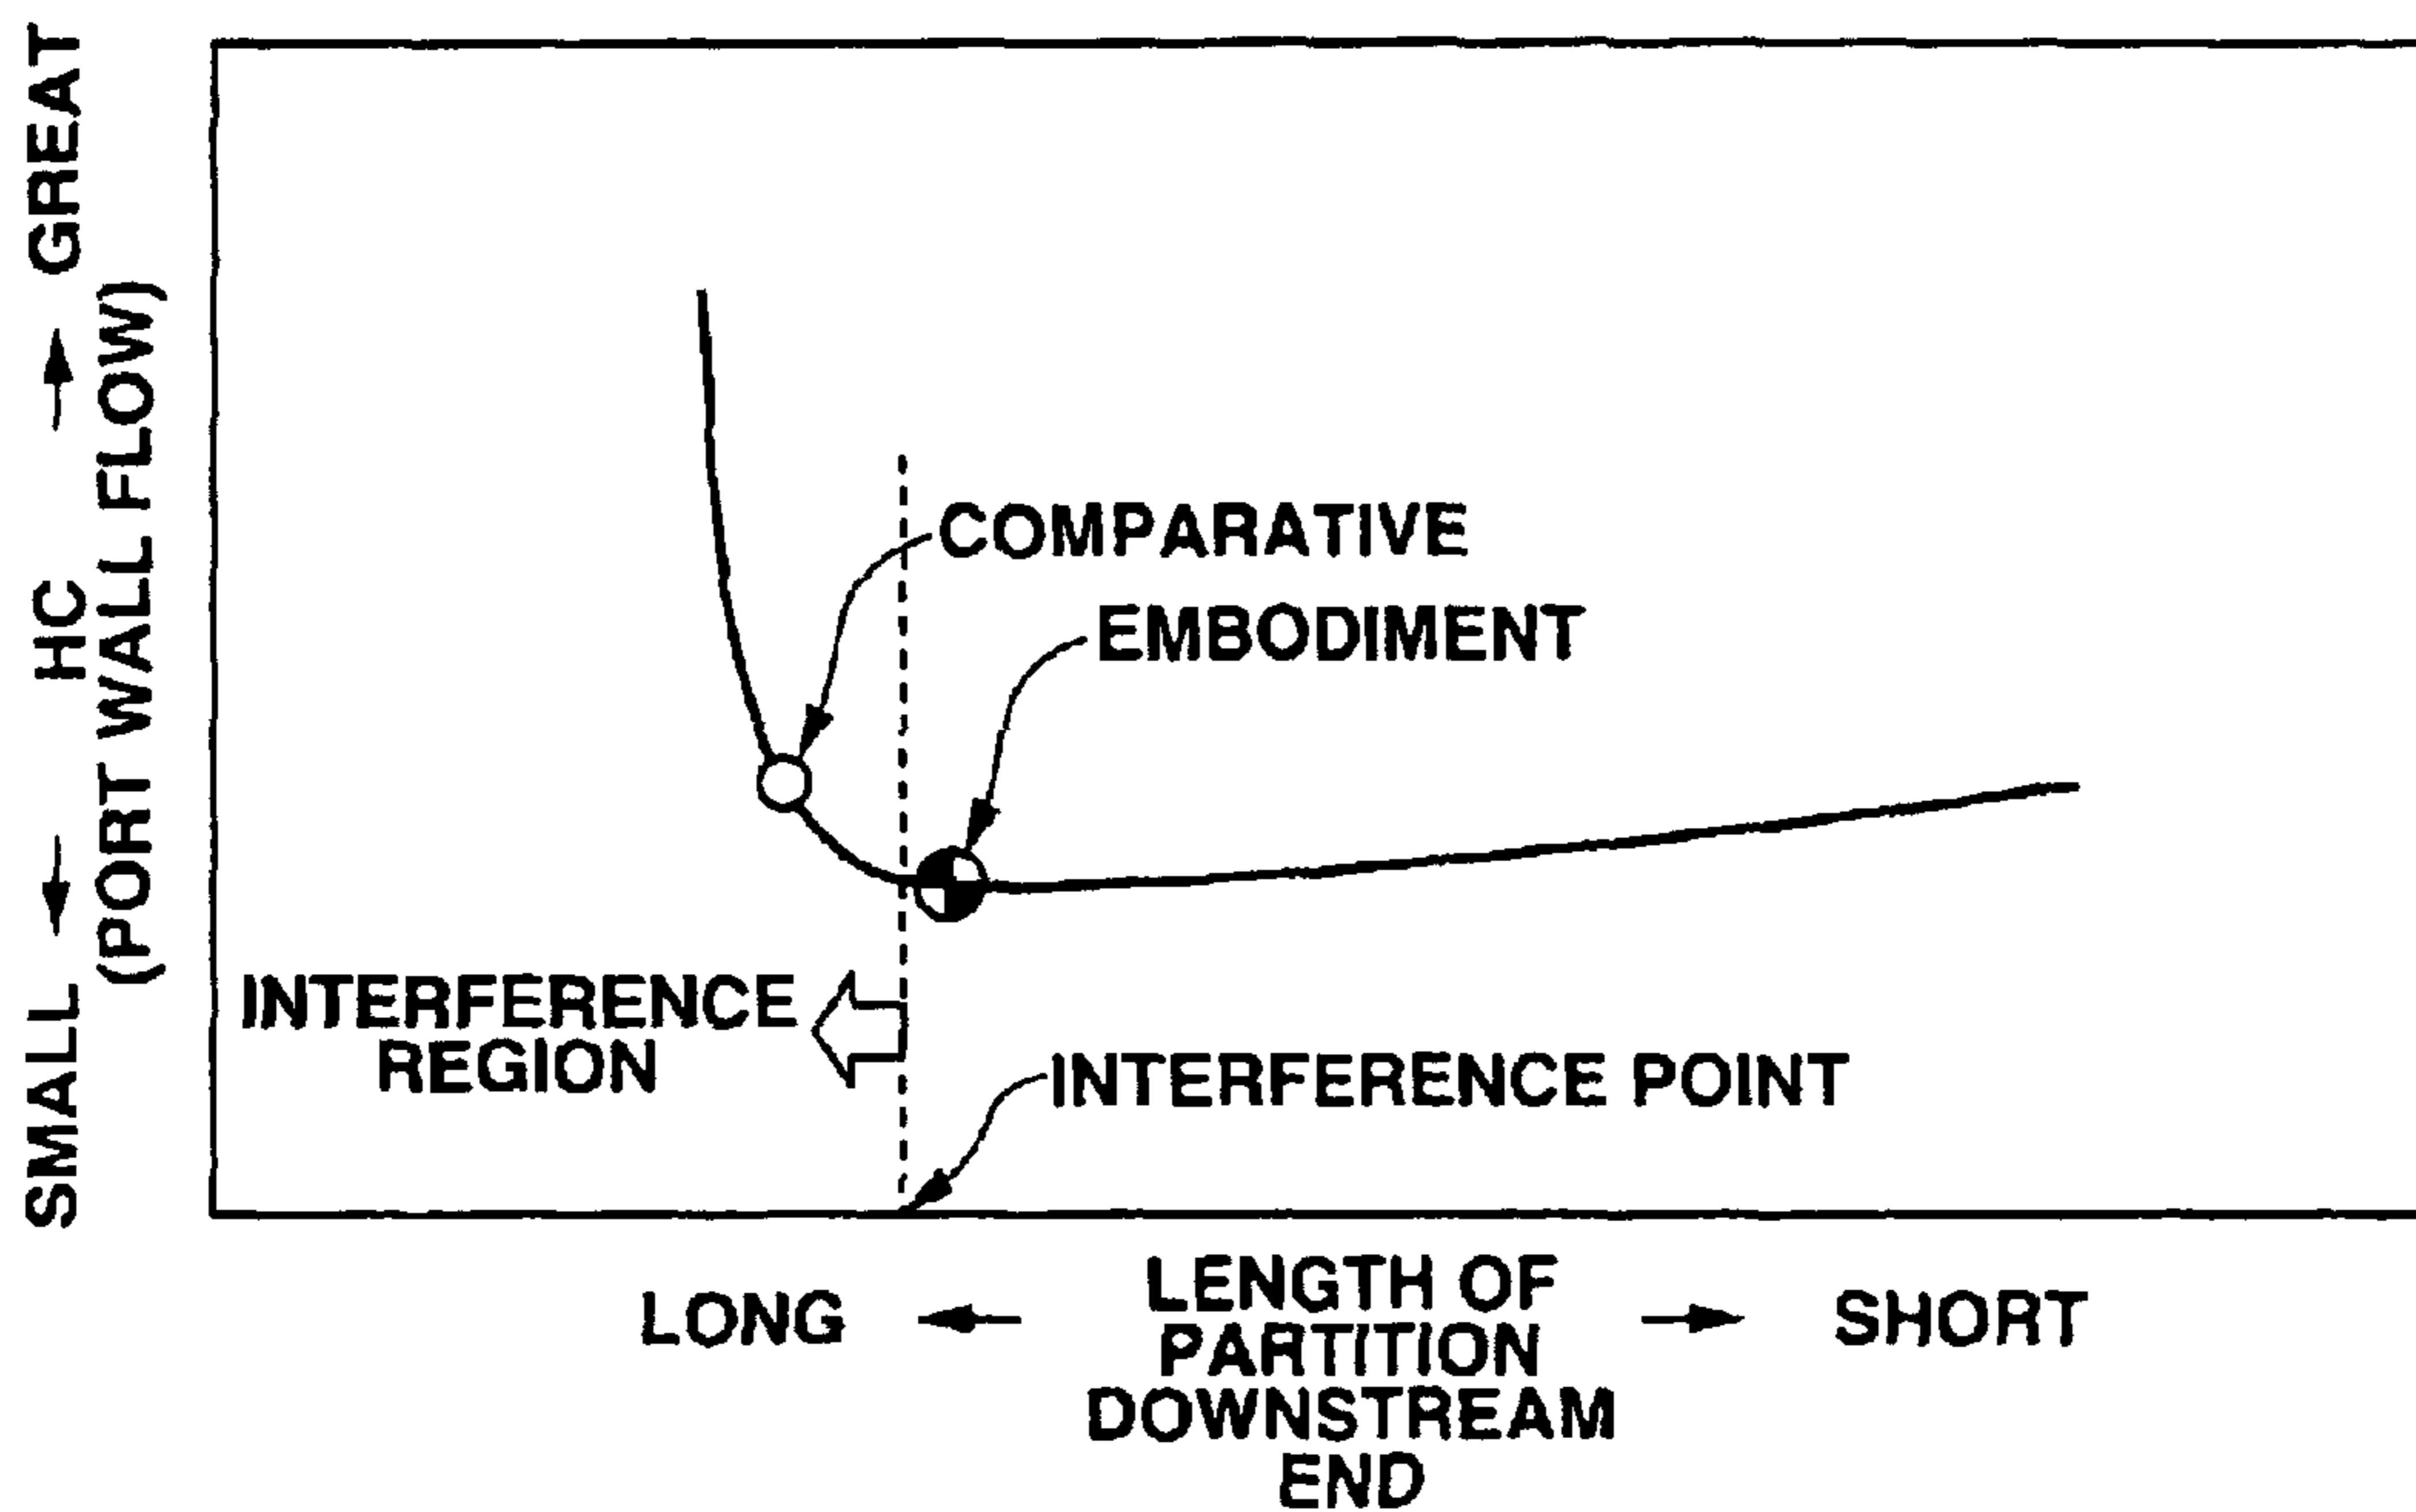 SMALL ← HC → GREAT
(PORT WALL FLOW)
COMPARATIVE
EMBODIMENT
INTERFERENCE
REGION
INTERFERENCE POINT
LONG ← LENGTH OF → SHORT
PARTITION
DOWNSTREAM
END